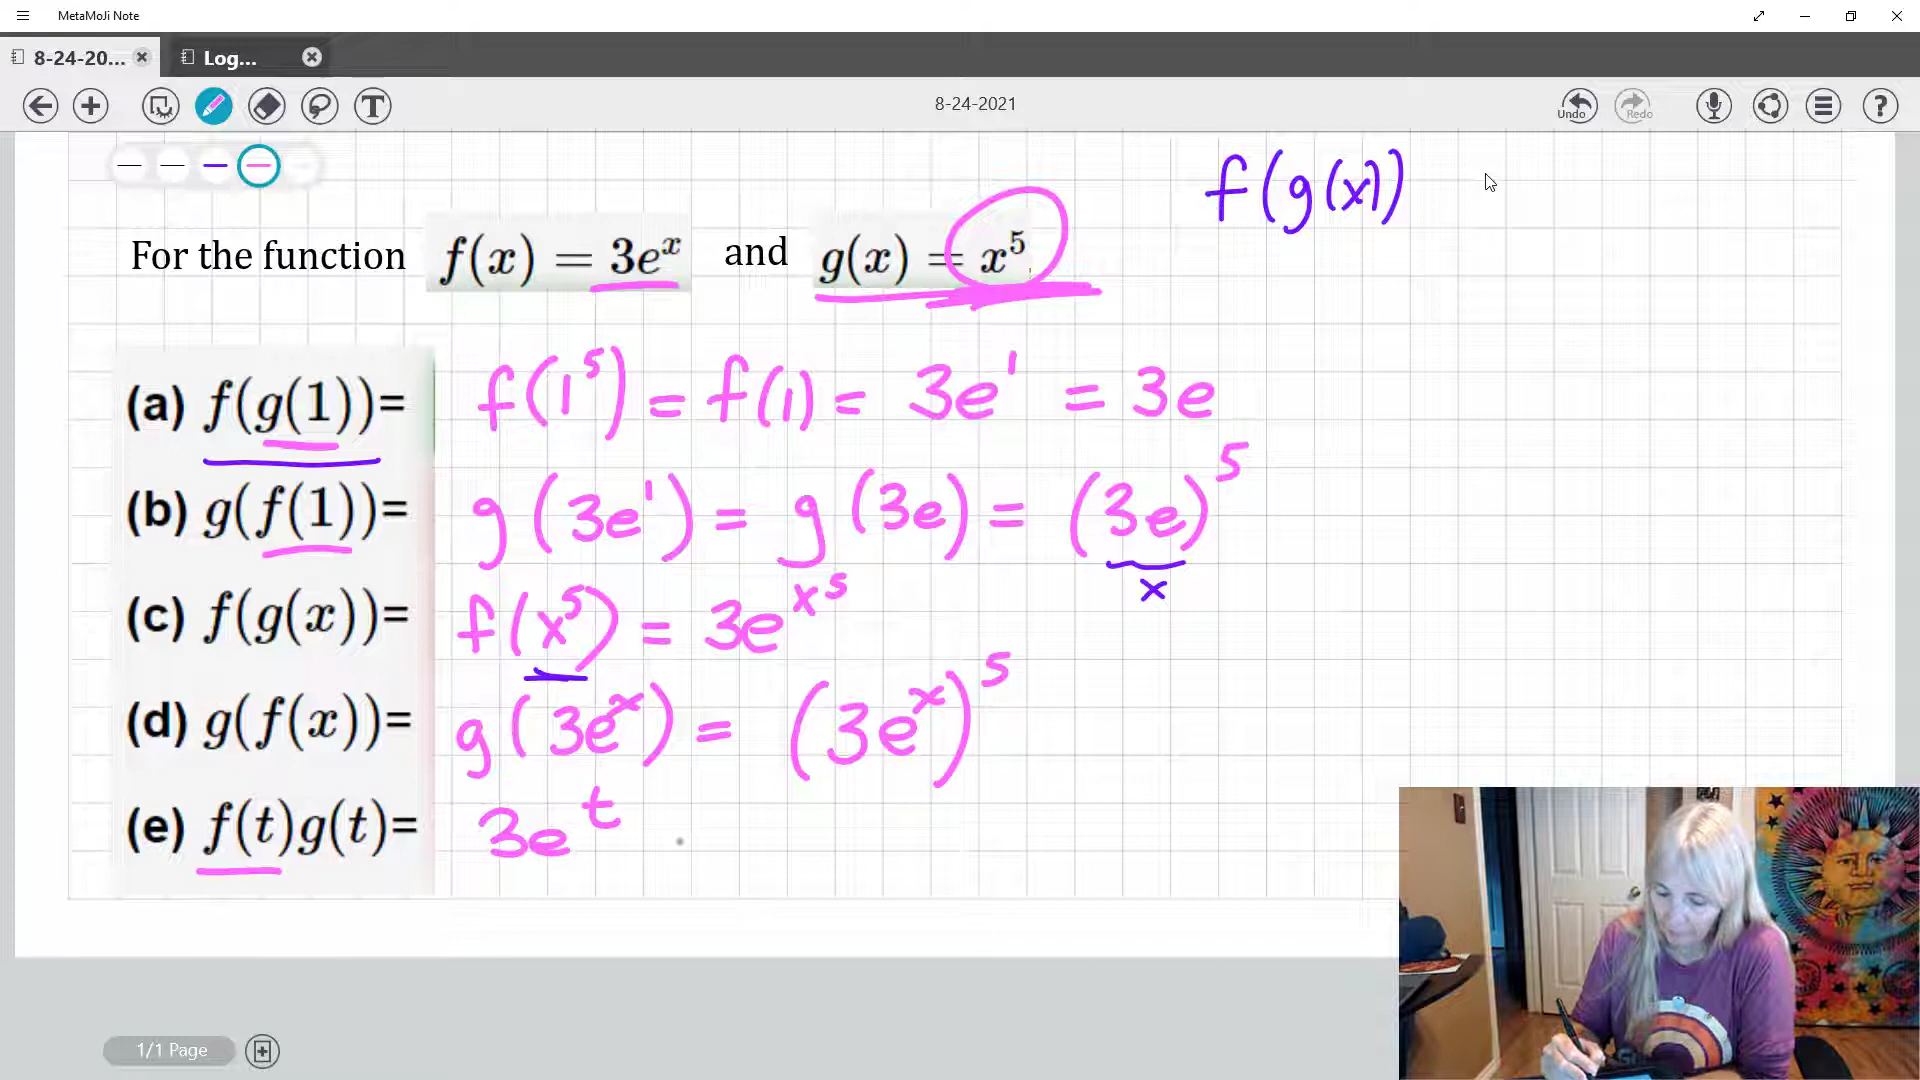 MetaMoJi Note
8-24-20...
Log...
8-24-2021
Undo
Redo
?
T
f(g(x))
For the function f(x) = 3e^x and g(x) = x^5
(a) f(g(1))= f(1^5) = f(1) = 3e^1 = 3e
(b) g(f(1))= g(3e^1) = g(3e) = (3e)^5
x
(c) f(g(x))= f(x^5) = 3e^x^5
(d) g(f(x))= g(3e^x) = (3e^x)^5
(e) f(t)g(t)= 3e^t
1/1 Page